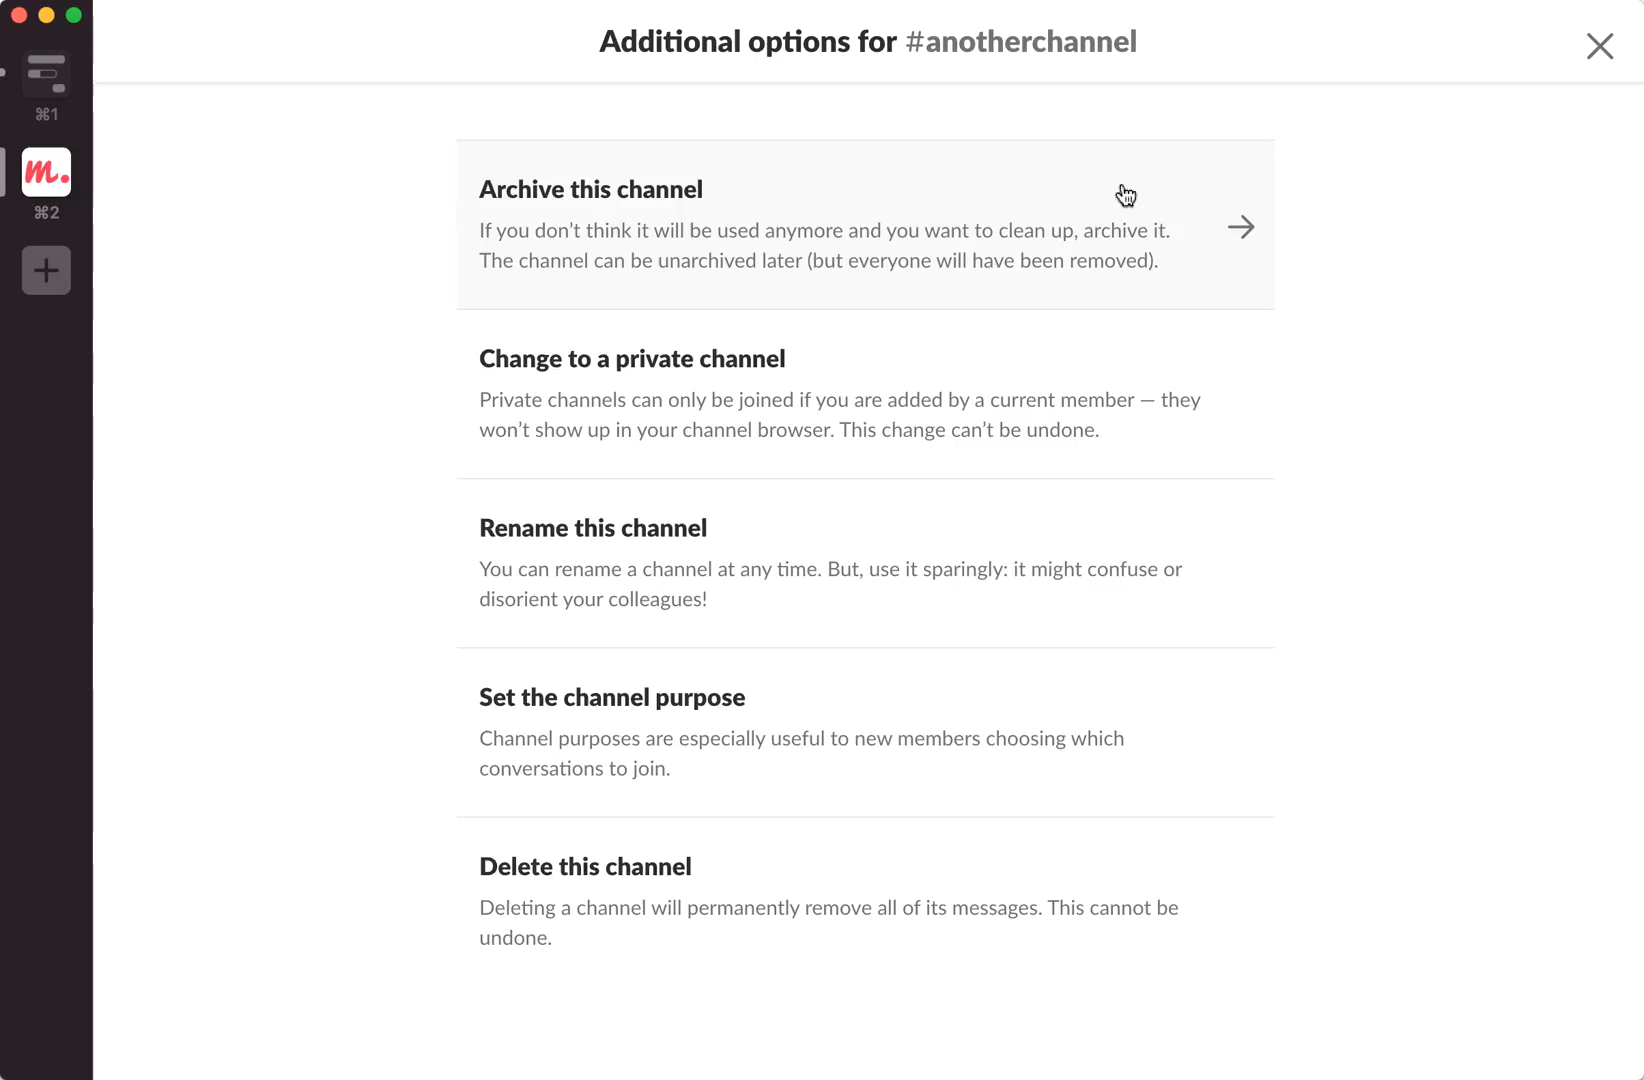 Additional options for #anotherchannel
⌘1
m.
⌘2
Archive this channel
If you don’t think it will be used anymore and you want to clean up, archive it.
The channel can be unarchived later (but everyone will have been removed).
Change to a private channel
Private channels can only be joined if you are added by a current member — they
won’t show up in your channel browser. This change can’t be undone.
Rename this channel
You can rename a channel at any time. But, use it sparingly: it might confuse or
disorient your colleagues!
Set the channel purpose
Channel purposes are especially useful to new members choosing which
conversations to join.
Delete this channel
Deleting a channel will permanently remove all of its messages. This cannot be
undone.